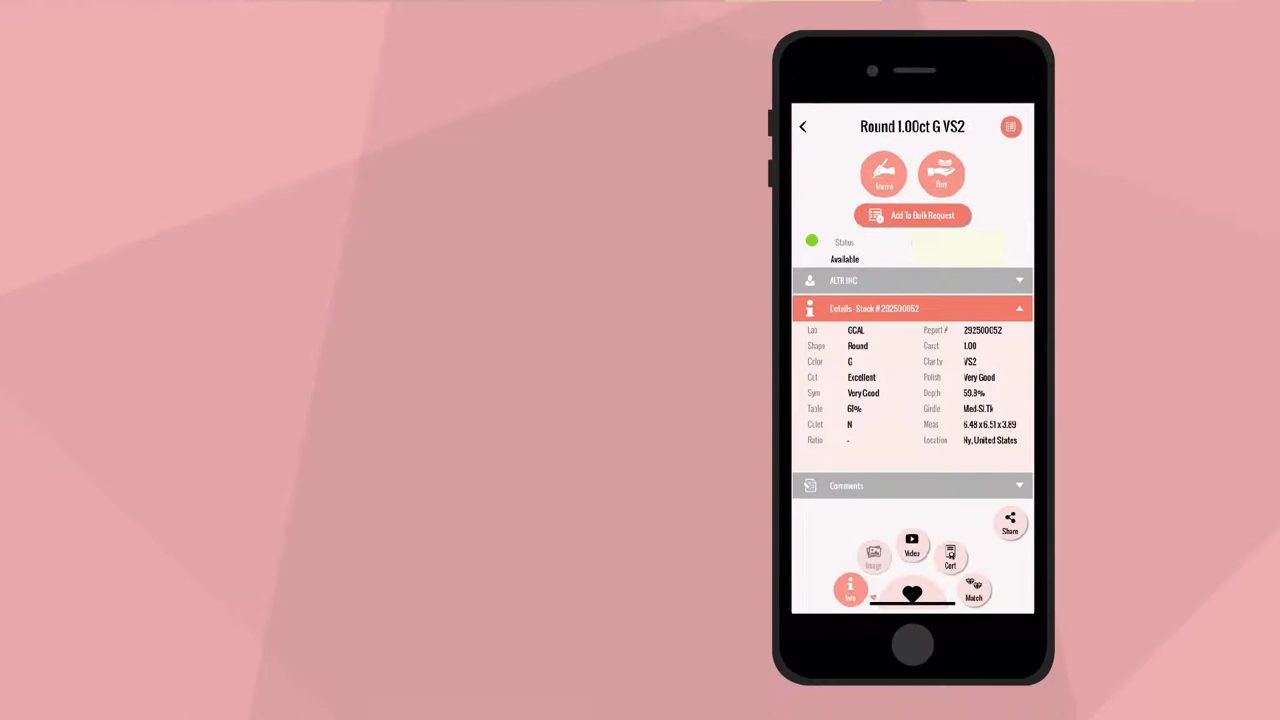 Round 1.00ct G VS2
Memo
Buy
Add To Bulk Request
Status :
Available
ALTR INC
Details - Stock # 292500052
Lab GCAL Report # 292500052
Shape Round Carat 1.00
Color G Clarity VS2
Cut Excellent Polish Very Good
Sym Very Good Depth 59.8%
Table 61% Girdle Med-Sl.Tk
Culet N Meas 6.48 x 6.51 x 3.89
Ratio - Location Ny, United States
Comments
Share
Video
Image
Cert
Info
Match